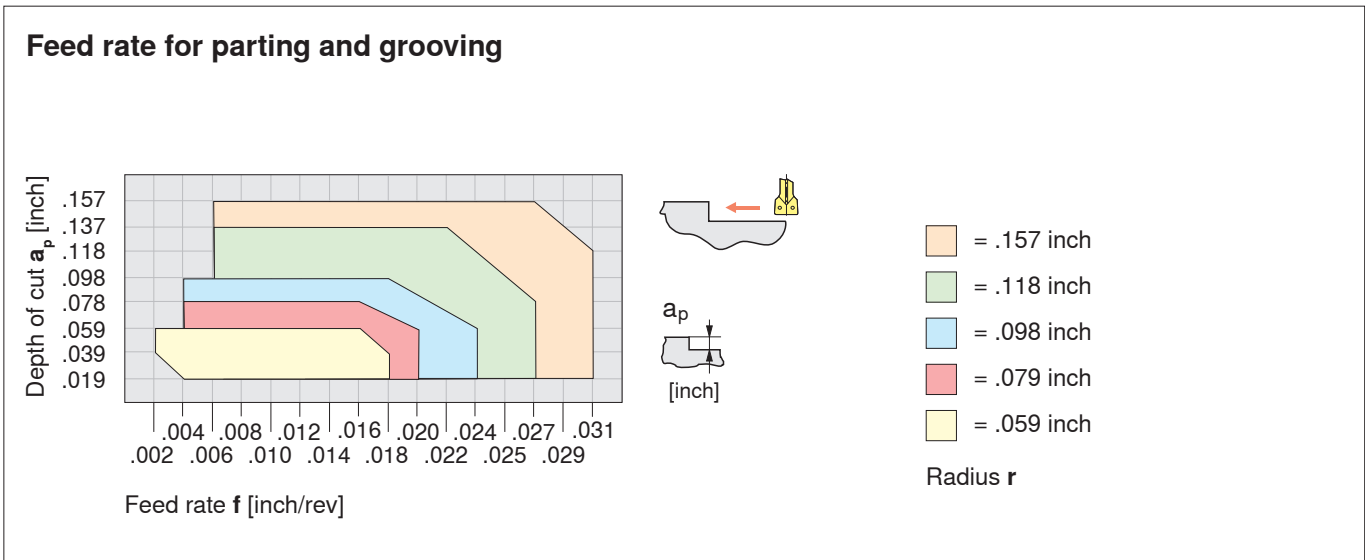 Feed rate for parting and grooving
Depth of cut ap [inch]
.157
.137
.118
.098
.078
.059
.039
.019
.004 .008 .012 .016 .020 .024 .027 .031
.002 .006 .010 .014 .018 .022 .025 .029
Feed rate f [inch/rev]
ap
[inch]
= .157 inch
= .118 inch
= .098 inch
= .079 inch
= .059 inch
Radius r